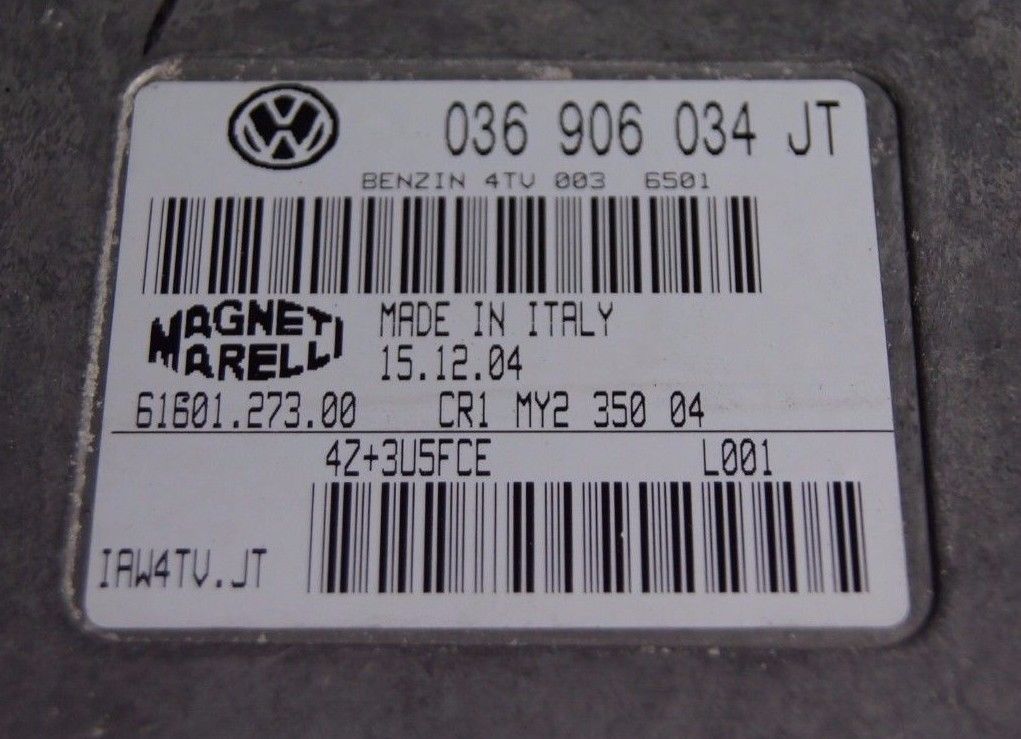 036 906 034 JT
BENZIN 4TV 003 6501
MAGNETI MARELLI
MADE IN ITALY
15.12.04
61601.273.00 CR1 MY2 350 04
4Z+3U5FCE L001
IAW4TV.JT